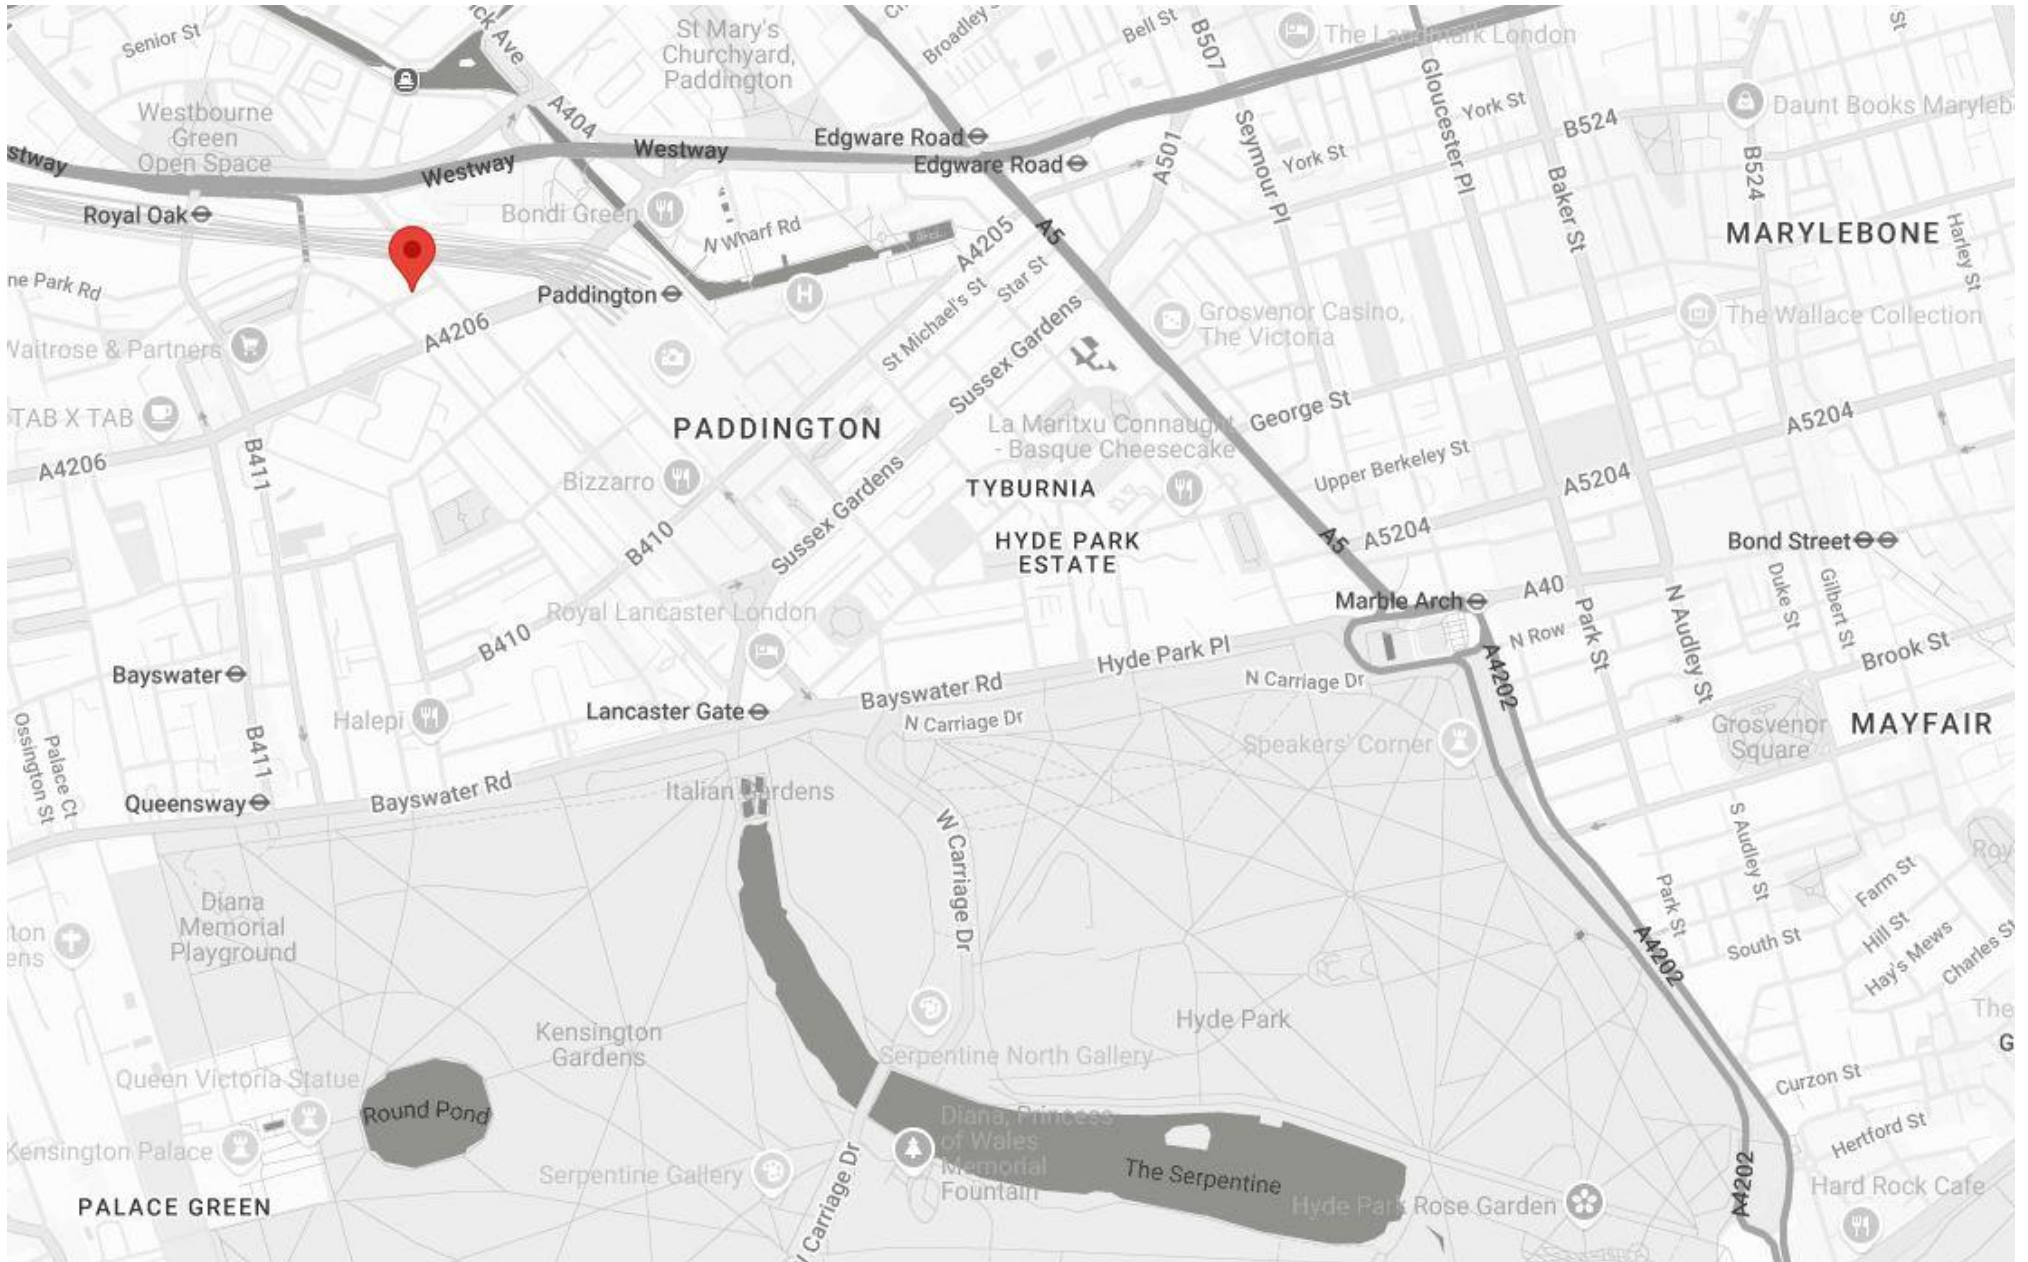 Senior St
ck Ave
St Mary's
Churchyard,
Paddington
Broadley
Bell St
B507
The Landmark London
St
Westbourne
Green
Open Space
A404
Edgware Road
Edgware Road
Gloucester Pl
York St
B524
Daunt Books Maryleb
stway
Westway
Westway
A501
Seymour Pl
York St
Baker St
B524
Royal Oak
Bondi Green
N Wharf Rd
A4205
A5
MARYLEBONE
Harley St
ne Park Rd
Paddington
H
St Michael's St
Star St
Grosvenor Casino,
The Victoria
The Wallace Collection
A4206
Waitrose & Partners
Sussex Gardens
TAB X TAB
PADDINGTON
La Maritxu Connaught
- Basque Cheesecake
George St
A5204
A4206
B411
Bizzarro
Sussex Gardens
TYBURNIA
Upper Berkeley St
A5204
B410
HYDE PARK
ESTATE
A5
A5204
Bond Street
Royal Lancaster London
Marble Arch
A40
Park St
N Audley St
Duke St
Gilbert St
B410
Hyde Park Pl
N Row
Brook St
Bayswater
Bayswater Rd
N Carriage Dr
A4202
Halepi
Lancaster Gate
N Carriage Dr
Speakers' Corner
Grosvenor
Square
MAYFAIR
Ossington St
Palace Ct
B411
Queensway
Bayswater Rd
Italian Gardens
W Carriage Dr
S Audley St
Roy
Diana
Memorial
Playground
Park St
Farm St
ton
ens
A4202
South St
Hill St
Hay's Mews
Charles St
Kensington
Gardens
Hyde Park
The
G
Serpentine North Gallery
Queen Victoria Statue
Curzon St
Round Pond
Diana, Princess
of Wales
Memorial
Fountain
Hertford St
Kensington Palace
Serpentine Gallery
The Serpentine
A4202
Hard Rock Cafe
PALACE GREEN
Carriage Dr
Hyde Park Rose Garden